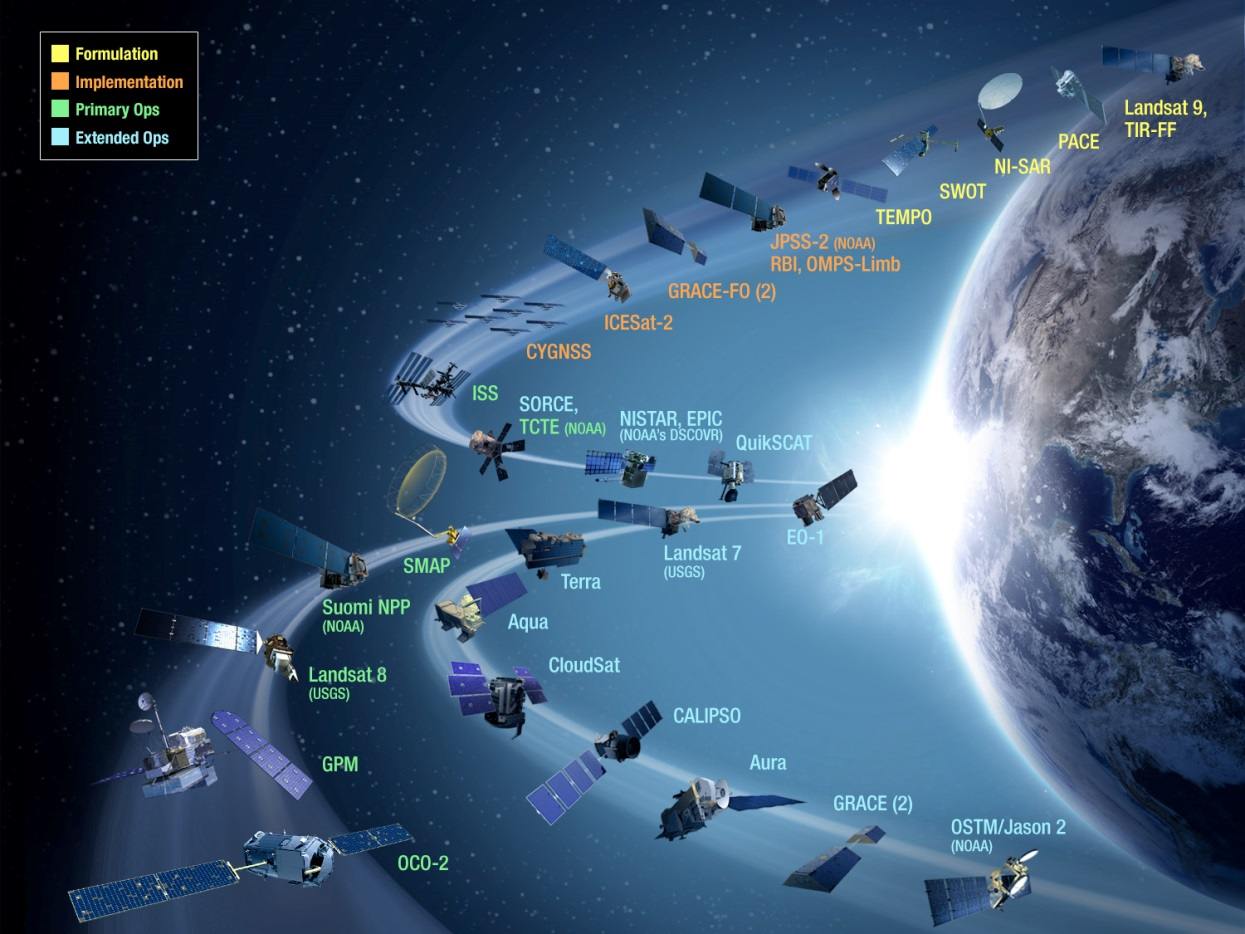 Formulation
Implementation
Primary Ops
Extended Ops
Landsat 9,
TIR-FF
PACE
NI-SAR
SWOT
TEMPO
JPSS-2 (NOAA)
RBI, OMPS-Limb
GRACE-FO (2)
ICESat-2
CYGNSS
ISS
SORCE,
TCTE (NOAA)
NISTAR, EPIC
(NOAA's DSCOVR)
QuikSCAT
EO-1
Landsat 7
(USGS)
SMAP
Terra
Suomi NPP
(NOAA)
Aqua
Landsat 8
(USGS)
CloudSat
CALIPSO
GPM
Aura
GRACE (2)
OSTM/Jason 2
(NOAA)
OCO-2